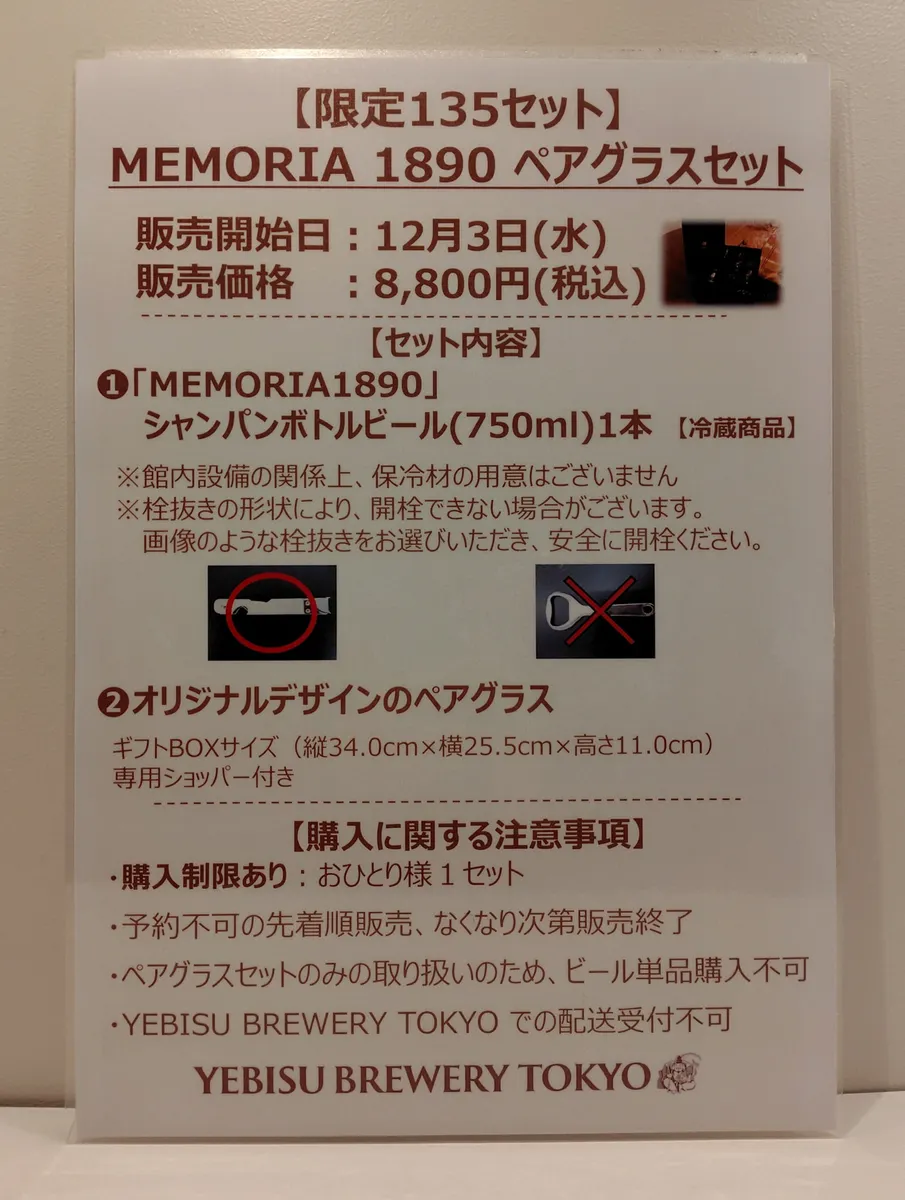 【限定135セット】
MEMORIA 1890 ペアグラスセット
販売開始日：12月3日(水)
販売価格　：8,800円(税込)
【セット内容】
❶「MEMORIA1890」
シャンパンボトルビール(750ml)1本 【冷蔵商品】
※館内設備の関係上、保冷材の用意はございません
※栓抜きの形状により、開栓できない場合がございます。
画像のような栓抜きをお選びいただき、安全に開栓ください。
❷オリジナルデザインのペアグラス
ギフトBOXサイズ（縦34.0cm×横25.5cm×高さ11.0cm）
専用ショッパー付き
【購入に関する注意事項】
・購入制限あり：おひとり様１セット
・予約不可の先着順販売、なくなり次第販売終了
・ペアグラスセットのみの取り扱いのため、ビール単品購入不可
・YEBISU BREWERY TOKYO での配送受付不可
YEBISU BREWERY TOKYO